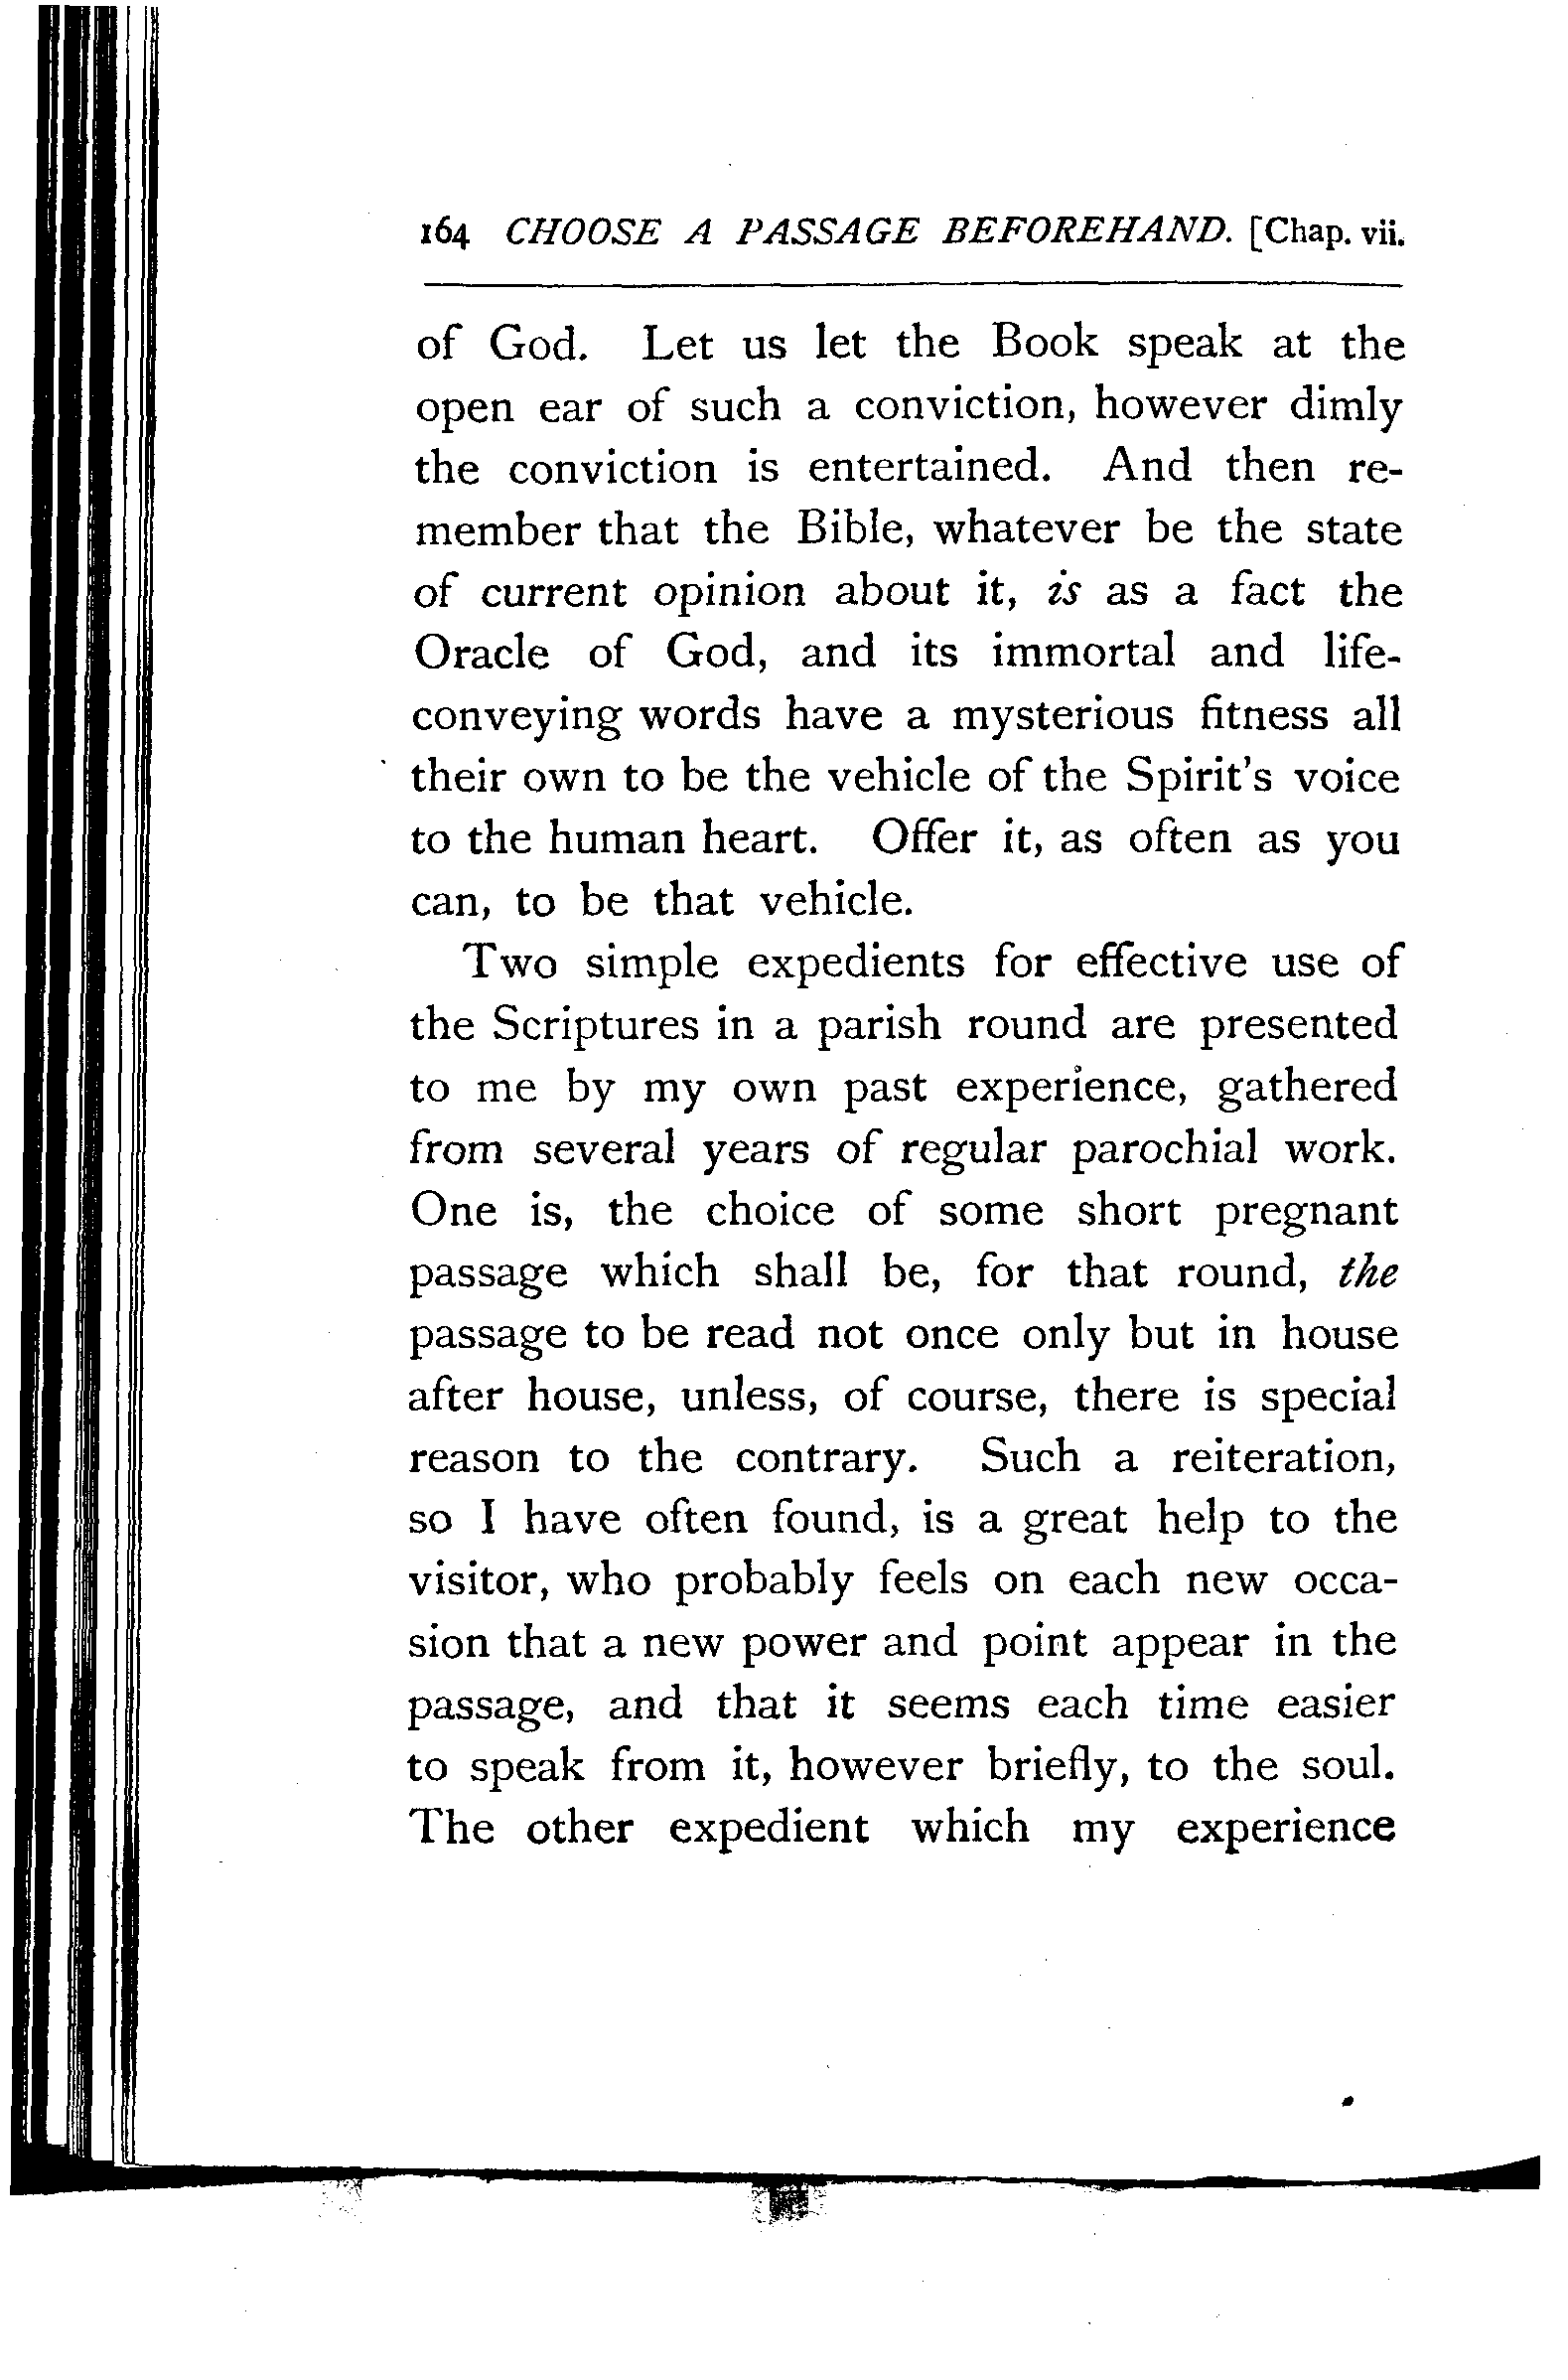 164 CHOOSE A PASSAGE BEFOREHAND. [Chap. vii.
of God. Let us let the Book speak at the
open ear of such a conviction, however dimly
the conviction is entertained. And then re-
member that the Bible, whatever be the state
of current opinion about it, is as a fact the
Oracle of God, and its immortal and life-
conveying words have a mysterious fitness all
their own to be the vehicle of the Spirit's voice
to the human heart. Offer it, as often as you
can, to be that vehicle.
Two simple expedients for effective use of
the Scriptures in a parish round are presented
to me by my own past experience, gathered
from several years of regular parochial work.
One is, the choice of some short pregnant
passage which shall be, for that round, the
passage to be read not once only but in house
after house, unless, of course, there is special
reason to the contrary. Such a reiteration,
so I have often found, is a great help to the
visitor, who probably feels on each new occa-
sion that a new power and point appear in the
passage, and that it seems each time easier
to speak from it, however briefly, to the soul.
The other expedient which my experience